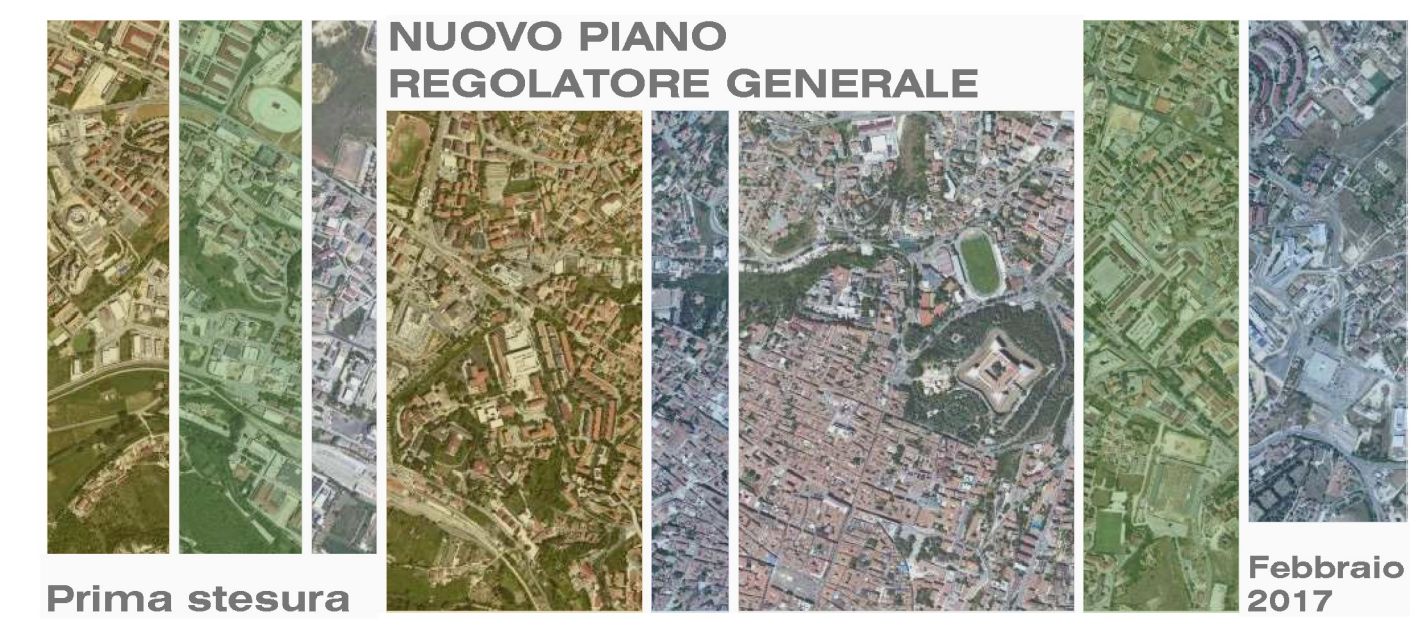 NUOVO PIANO
REGOLATORE GENERALE
Prima stesura
Febbraio
2017